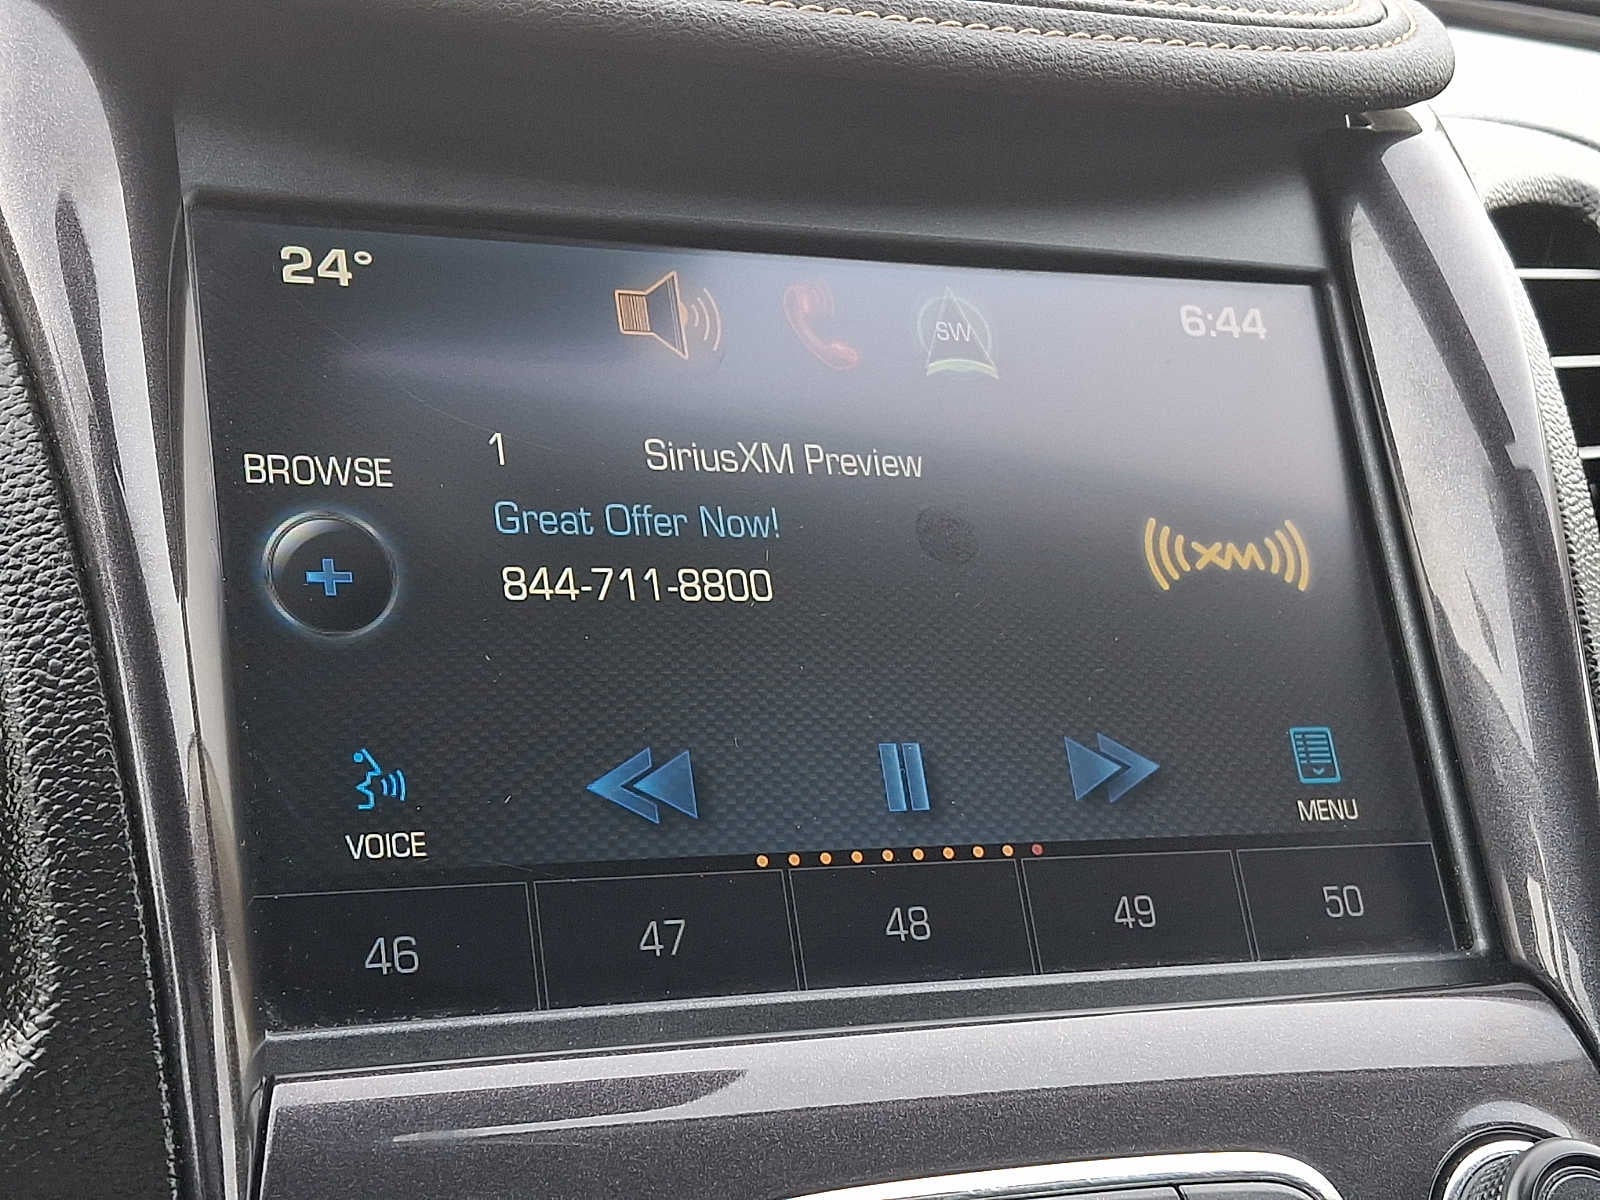 24°
SW
6:44
BROWSE
1 SiriusXM Preview
Great Offer Now!
844-711-8800
XM
VOICE
MENU
46 47 48 49 50